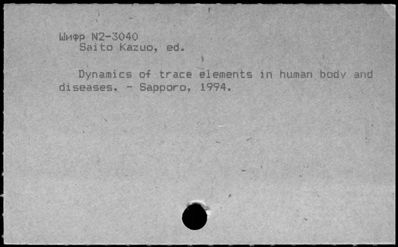 Шифр N2-3040
Saito Kazuo, ed.
Dynamics of trace elements in human body and
diseases. - Sapporo, 1994.